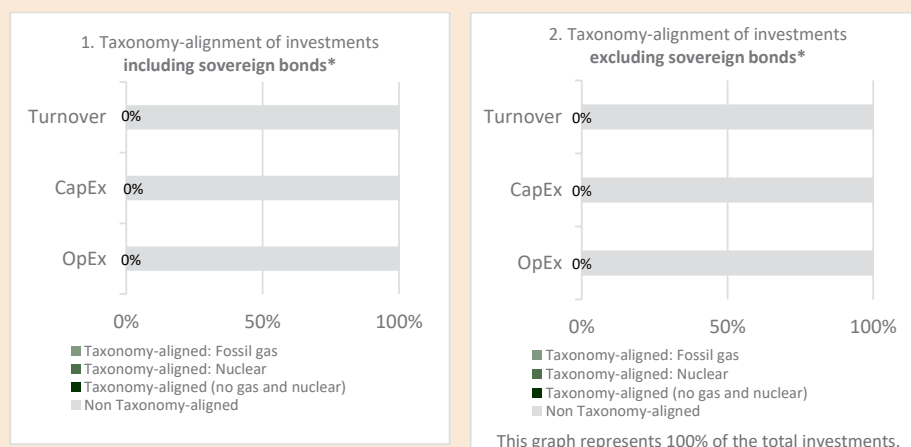 1. Taxonomy-alignment of investments
including sovereign bonds*
Turnover 0%
CapEx 0%
OpEx 0%
0% 50% 100%
Taxonomy-aligned: Fossil gas
Taxonomy-aligned: Nuclear
Taxonomy-aligned (no gas and nuclear)
Non Taxonomy-aligned
2. Taxonomy-alignment of investments
excluding sovereign bonds*
Turnover 0%
CapEx 0%
OpEx 0%
0% 50% 100%
Taxonomy-aligned: Fossil gas
Taxonomy-aligned: Nuclear
Taxonomy-aligned (no gas and nuclear)
Non Taxonomy-aligned
This graph represents 100% of the total investments.